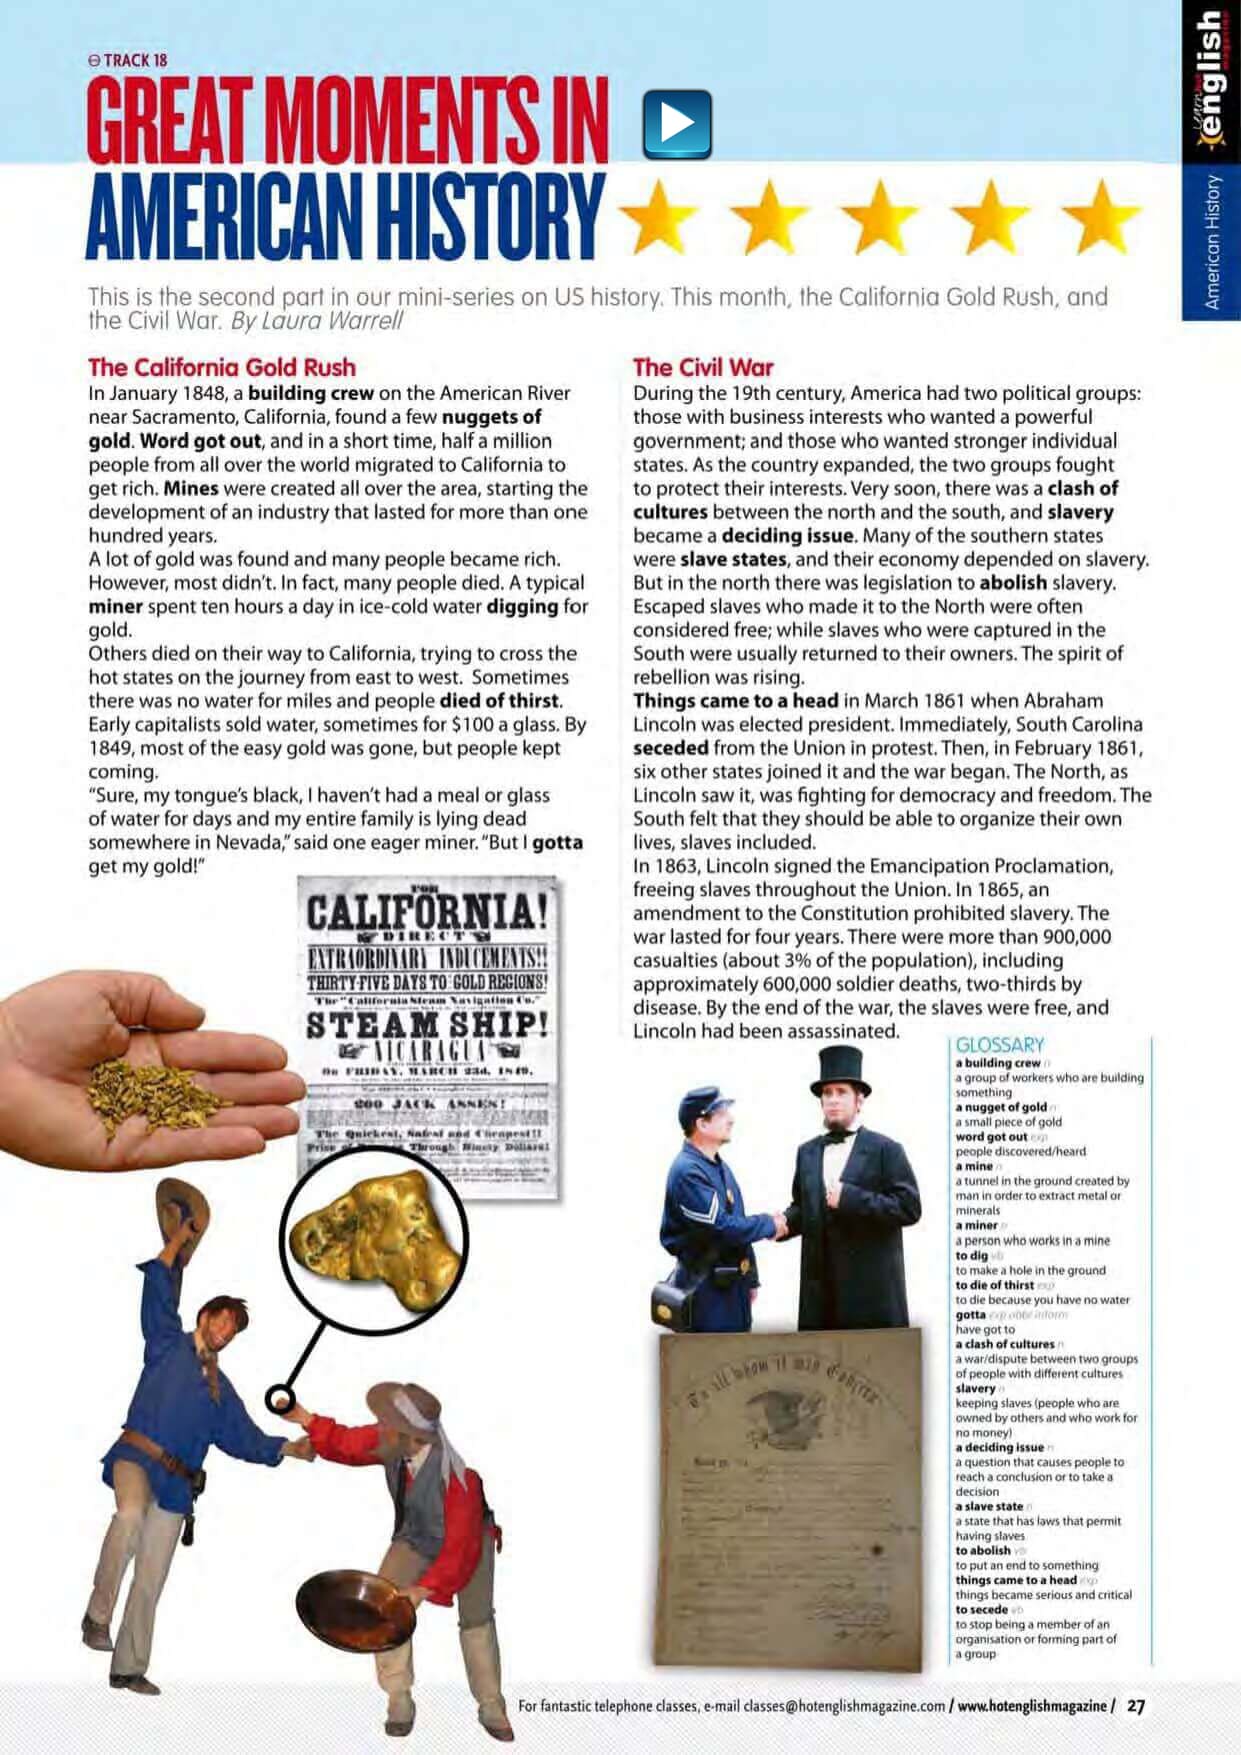 TRACK 18
GREAT MOMENTS IN
AMERICAN HISTORY
learn hot
english
magazine
American History
This is the second part in our mini-series on US history. This month, the California Gold Rush, and
the Civil War. By Laura Warrell
The California Gold Rush
In January 1848, a building crew on the American River
near Sacramento, California, found a few nuggets of
gold. Word got out, and in a short time, half a million
people from all over the world migrated to California to
get rich. Mines were created all over the area, starting the
development of an industry that lasted for more than one
hundred years.
A lot of gold was found and many people became rich.
However, most didn't. In fact, many people died. A typical
miner spent ten hours a day in ice-cold water digging for
gold.
Others died on their way to California, trying to cross the
hot states on the journey from east to west. Sometimes
there was no water for miles and people died of thirst.
Early capitalists sold water, sometimes for $100 a glass. By
1849, most of the easy gold was gone, but people kept
coming.
“Sure, my tongue's black, I haven't had a meal or glass
of water for days and my entire family is lying dead
somewhere in Nevada,” said one eager miner. “But I gotta
get my gold!”
FOR
CALIFORNIA!
DIRECT
EXTRAORDINARY INDUCEMENTS!!
THIRTY-FIVE DAYS TO GOLD REGIONS!
The "California Steam Navigation Co."
STEAM SHIP!
NICARAGUA
On FRIDAY, MARCH 23d, 1849.
200 JACK ASSES!
The Quickest, Safest and Cheapest!!
Price of Passage Through Ninety Dollars!
The Civil War
During the 19th century, America had two political groups:
those with business interests who wanted a powerful
government; and those who wanted stronger individual
states. As the country expanded, the two groups fought
to protect their interests. Very soon, there was a clash of
cultures between the north and the south, and slavery
became a deciding issue. Many of the southern states
were slave states, and their economy depended on slavery.
But in the north there was legislation to abolish slavery.
Escaped slaves who made it to the North were often
considered free; while slaves who were captured in the
South were usually returned to their owners. The spirit of
rebellion was rising.
Things came to a head in March 1861 when Abraham
Lincoln was elected president. Immediately, South Carolina
seceded from the Union in protest. Then, in February 1861,
six other states joined it and the war began. The North, as
Lincoln saw it, was fighting for democracy and freedom. The
South felt that they should be able to organize their own
lives, slaves included.
In 1863, Lincoln signed the Emancipation Proclamation,
freeing slaves throughout the Union. In 1865, an
amendment to the Constitution prohibited slavery. The
war lasted for four years. There were more than 900,000
casualties (about 3% of the population), including
approximately 600,000 soldier deaths, two-thirds by
disease. By the end of the war, the slaves were free, and
Lincoln had been assassinated.
To all whom it may Concern
GLOSSARY
a building crew n
a group of workers who are building
something
a nugget of gold n
a small piece of gold
word got out exp
people discovered/heard
a mine n
a tunnel in the ground created by
man in order to extract metal or
minerals
a miner n
a person who works in a mine
to dig vb
to make a hole in the ground
to die of thirst exp
to die because you have no water
gotta exp abbr inform
have got to
a clash of cultures n
a war/dispute between two groups
of people with different cultures
slavery n
keeping slaves (people who are
owned by others and who work for
no money)
a deciding issue n
a question that causes people to
reach a conclusion or to take a
decision
a slave state n
a state that has laws that permit
having slaves
to abolish vb
to put an end to something
things came to a head exp
things became serious and critical
to secede vb
to stop being a member of an
organisation or forming part of
a group
For fantastic telephone classes, e-mail classes@hotenglishmagazine.com / www.hotenglishmagazine / 27